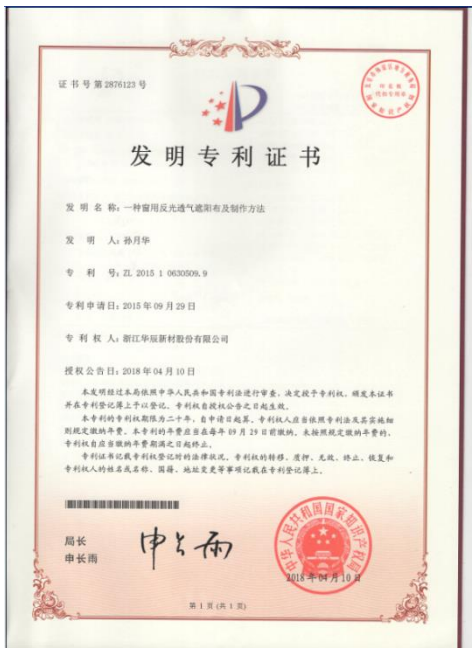 证书号第2876123号
发明专利证书
发 明 名 称：一种窗用反光透气遮阳布及制作方法
发 明 人：孙月华
专 利 号：ZL 2015 1 0630509.9
专利申请日：2015年09月29日
专 利 权 人：浙江华辰新材股份有限公司
授权公告日：2018年04月10日
本发明经过本局依照中华人民共和国专利法进行审查，决定授予专利权，颁发本证书
并在专利登记簿上予以登记。专利权自授权公告之日起生效。
本专利的专利权期限为二十年，自申请日起算。专利权人应当依照专利法及其实施细
则规定缴纳年费。本专利的年费应当在每年09月29日前缴纳。未按照规定缴纳年费的，
专利权自应当缴纳年费期满之日起终止。
专利证书记载专利权登记时的法律状况。专利权的转移、质押、无效、终止、恢复和
专利权人的姓名或名称、国籍、地址变更等事项记载在专利登记簿上。
局长
申长雨
申长雨
中华人民共和国国家知识产权局
2018年04月10日
第 1 页 (共 1 页)